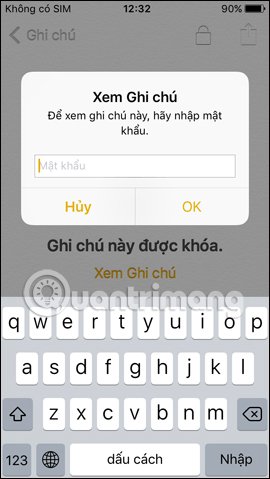 Không có SIM 12:32 90%
Ghi chú
Xem Ghi chú
Để xem ghi chú này, hãy nhập mật
khẩu.
Mật khẩu
Hủy OK
Ghi chú này được khóa.
Xem Ghi chú
Quantrimang
q w e r t y u i o p
a s d f g h j k l
z x c v b n m
123 dấu cách Nhập